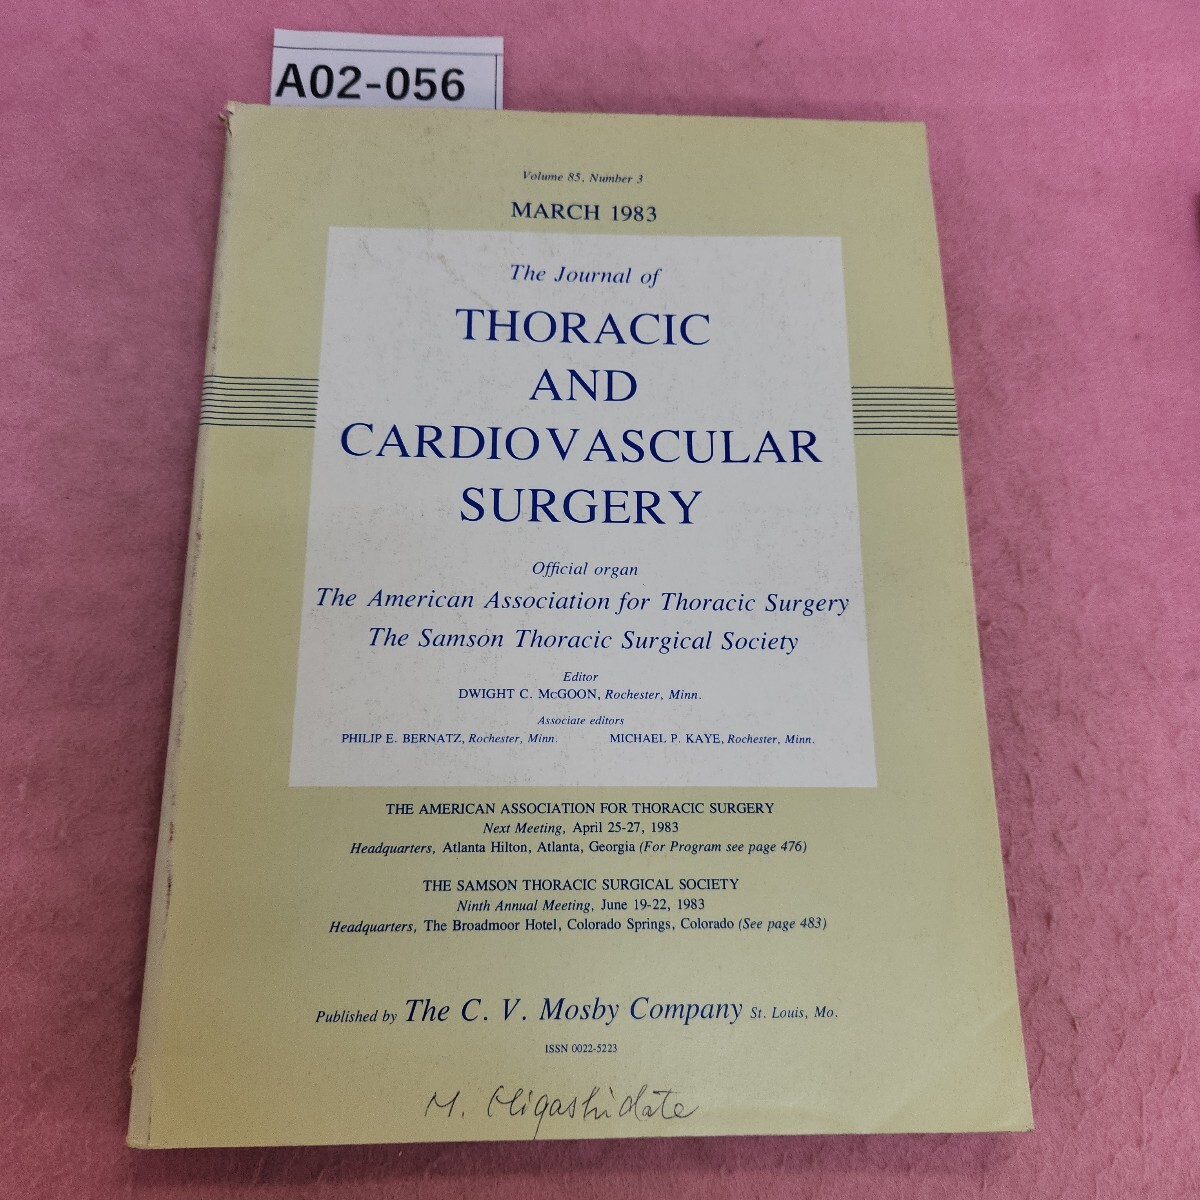 A02-056
Volume 85, Number 3
MARCH 1983
The Journal of
THORACIC
AND
CARDIOVASCULAR
SURGERY
Official organ
The American Association for Thoracic Surgery
The Samson Thoracic Surgical Society
Editor
DWIGHT C. McGOON, Rochester, Minn.
Associate editors
PHILIP E. BERNATZ, Rochester, Minn. MICHAEL P. KAYE, Rochester, Minn.
THE AMERICAN ASSOCIATION FOR THORACIC SURGERY
Next Meeting, April 25-27, 1983
Headquarters, Atlanta Hilton, Atlanta, Georgia (For Program see page 476)
THE SAMSON THORACIC SURGICAL SOCIETY
Ninth Annual Meeting, June 19-22, 1983
Headquarters, The Broadmoor Hotel, Colorado Springs, Colorado (See page 483)
Published by The C. V. Mosby Company St. Louis, Mo.
ISSN 0022-5223
M. Higashidate